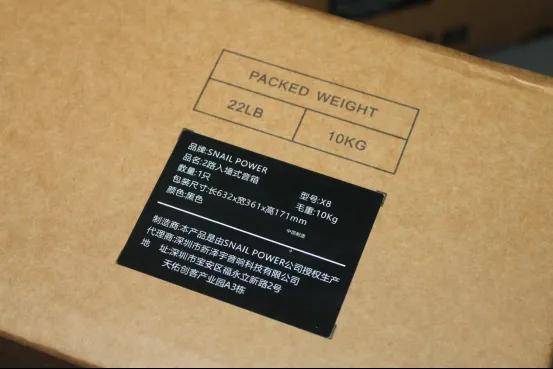 PACKED WEIGHT
22LB 10KG
品牌:SNAIL POWER
品名:2路入墙式音箱 型号:X8
数量:1只 毛重:10Kg
包装尺寸:长632x宽361x高171mm
颜色:黑色 中国制造
制造商:本产品是由SNAIL POWER公司授权生产
代理商:深圳市新泽宇音响科技有限公司
地 址:深圳市宝安区福永立新路2号
天佑创客产业园A3栋